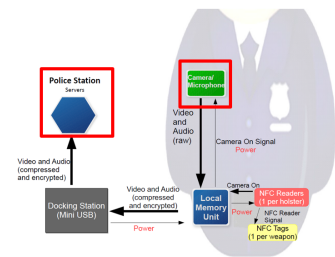 Police Station
Servers
Camera/
Microphone
Video
and
Audio
(raw)
Camera On Signal
Power
Video and Audio
(compressed
and encrypted)
Video and Audio
(compressed
and encrypted)
Camera On
Docking Station
(Mini USB)
Power
Local
Memory
Unit
Power
NFC Readers
(1 per holster)
NFC Reader
Signal
NFC Tags
(1 per weapon)